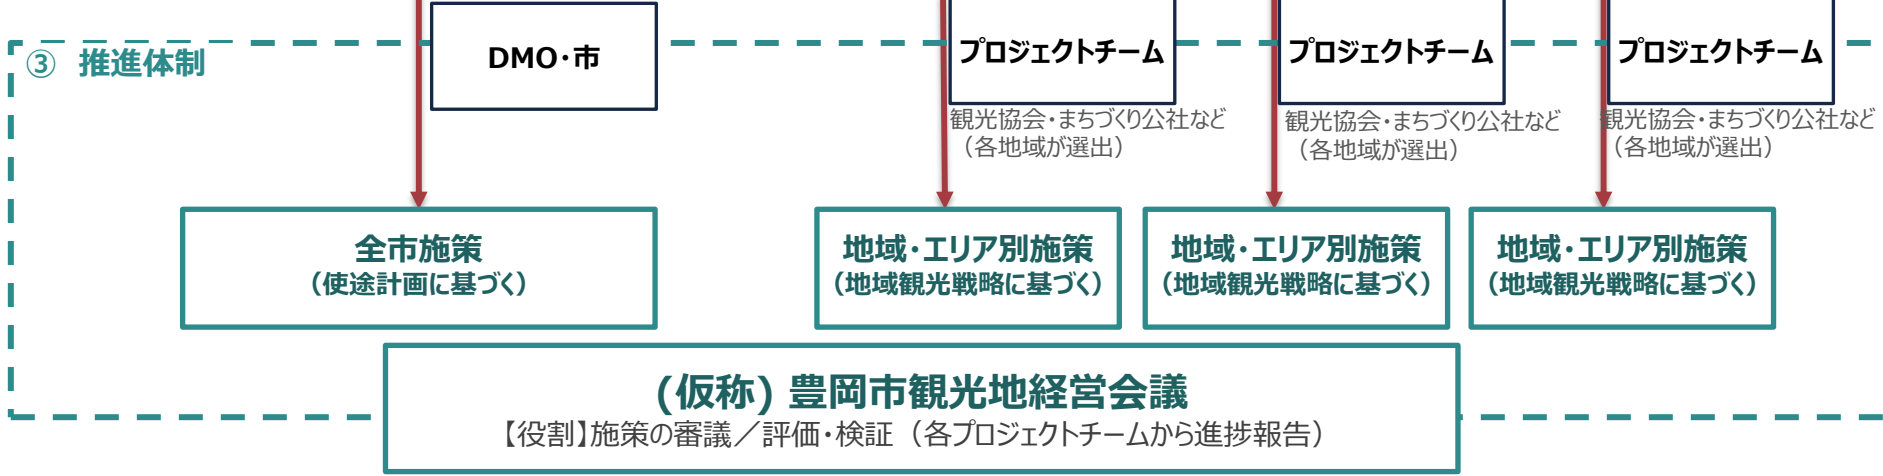 ③ 推進体制
DMO・市
プロジェクトチーム
観光協会・まちづくり公社など
（各地域が選出）
プロジェクトチーム
観光協会・まちづくり公社など
（各地域が選出）
プロジェクトチーム
観光協会・まちづくり公社など
（各地域が選出）
全市施策
（使途計画に基づく）
地域・エリア別施策
（地域観光戦略に基づく）
地域・エリア別施策
（地域観光戦略に基づく）
地域・エリア別施策
（地域観光戦略に基づく）
(仮称) 豊岡市観光地経営会議
【役割】施策の審議／評価・検証（各プロジェクトチームから進捗報告）